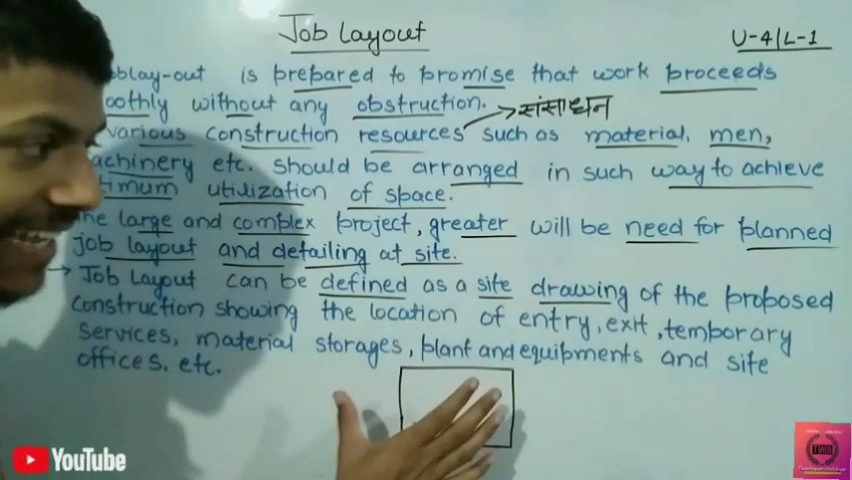 Job Layout
U-4/L-1
lay-out is prepared to promise that work proceeds
without any obstruction.
संसाधन
various construction resources such as material, men,
etc. should be arranged in such way to achieve
utilization of space.
large and complex project, greater will be need for planned
job layout and detailing at site.
→ Job Layout can be defined as a site drawing of the proposed
construction showing the location of entry, exit, temporary
services, material storages, plant and equipments and site
offices, etc.
YouTube
TWB